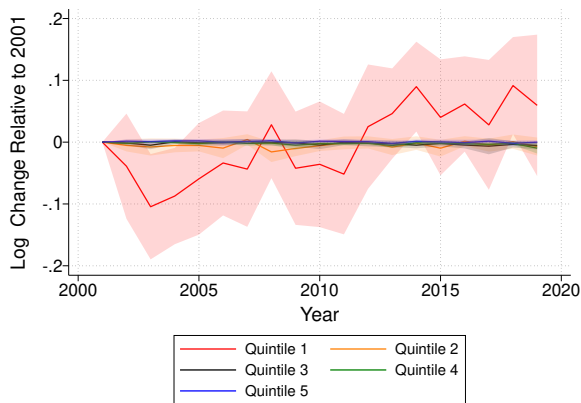 Log Change Relative to 2001
.2
.1
0
-.1
-.2
2000 2005 2010 2015 2020
Year
Quintile 1 Quintile 2
Quintile 3 Quintile 4
Quintile 5